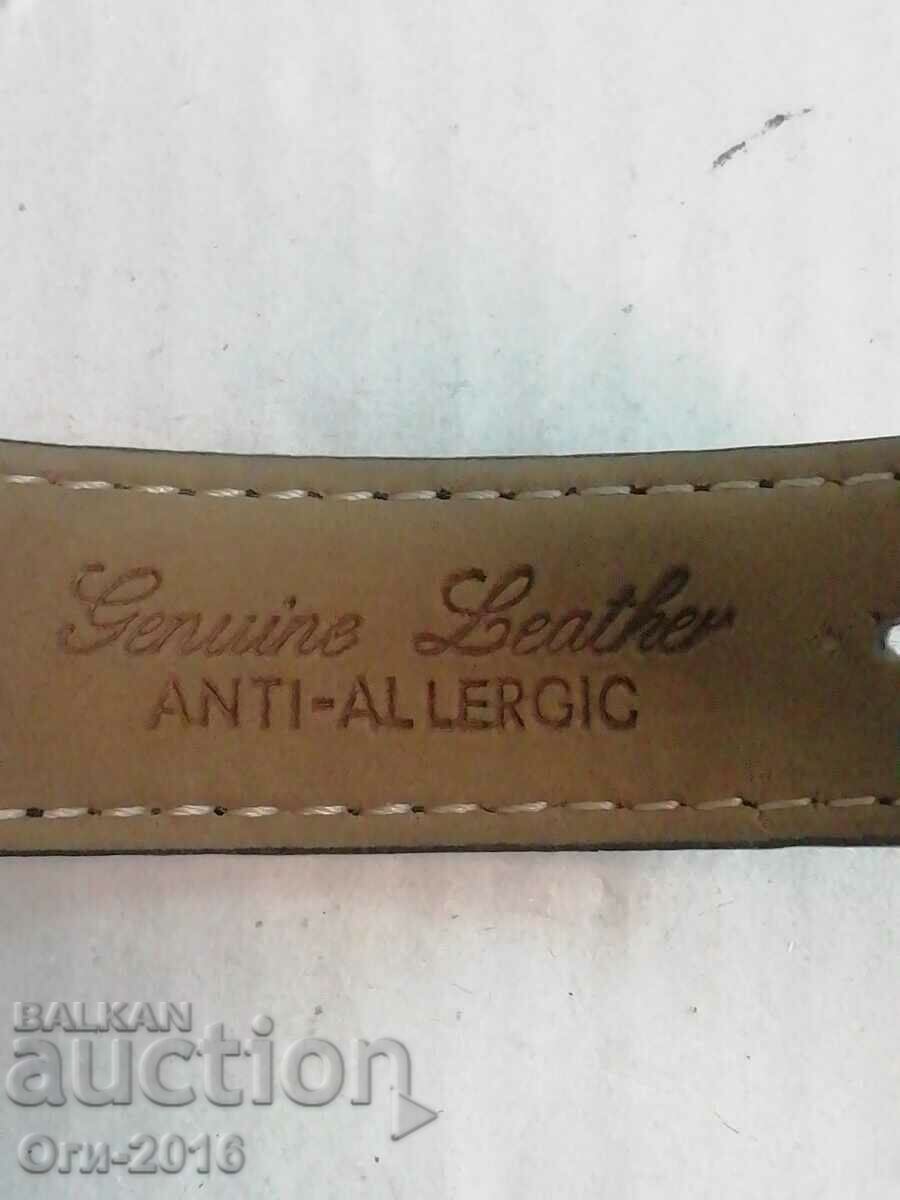 Genuine Leather
ANTI-ALLERGIC
BALKAN
auction
Оги-2016